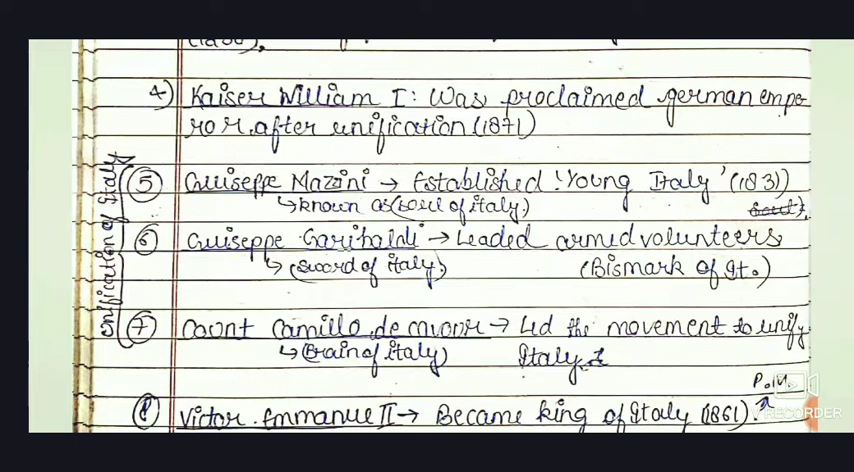 4) Kaiser William I: Was proclaimed german empe-
ror. after unification (1871)
Unification of Italy
5 Guiseppe Mazzini → Established 'Young Italy' (1831)
↳known as (soul of italy)
6 Guiseppe Garibaldi → Leaded armed volunteers
↳ (Sword of italy) (Bismark of It.)
7 Count Camillo de cavour → Led the movement to unify
↳ (Brain of Italy) Italy.
P.M.
8 Victor Emmanue II → Became king of Italy (1861).
V RECORDER